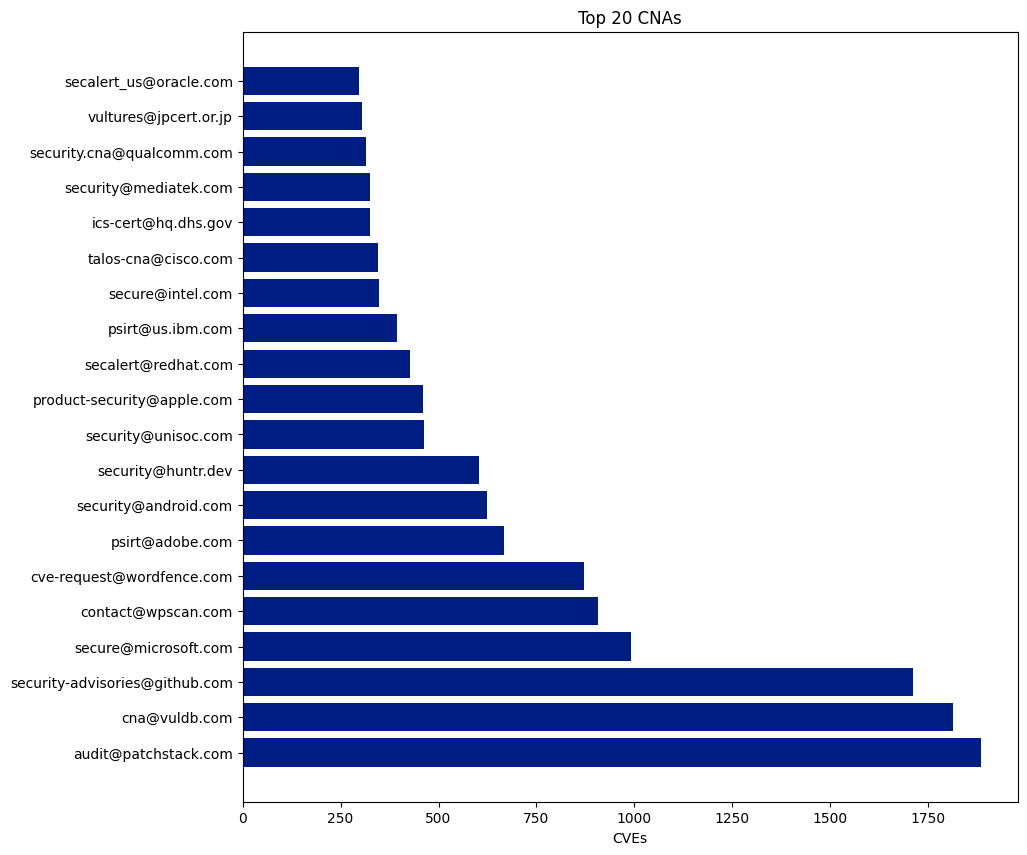 Top 20 CNAs
secalert_us@oracle.com
vultures@jpcert.or.jp
security.cna@qualcomm.com
security@mediatek.com
ics-cert@hq.dhs.gov
talos-cna@cisco.com
secure@intel.com
psirt@us.ibm.com
secalert@redhat.com
product-security@apple.com
security@unisoc.com
security@huntr.dev
security@android.com
psirt@adobe.com
cve-request@wordfence.com
contact@wpscan.com
secure@microsoft.com
security-advisories@github.com
cna@vuldb.com
audit@patchstack.com
0 250 500 750 1000 1250 1500 1750
CVEs